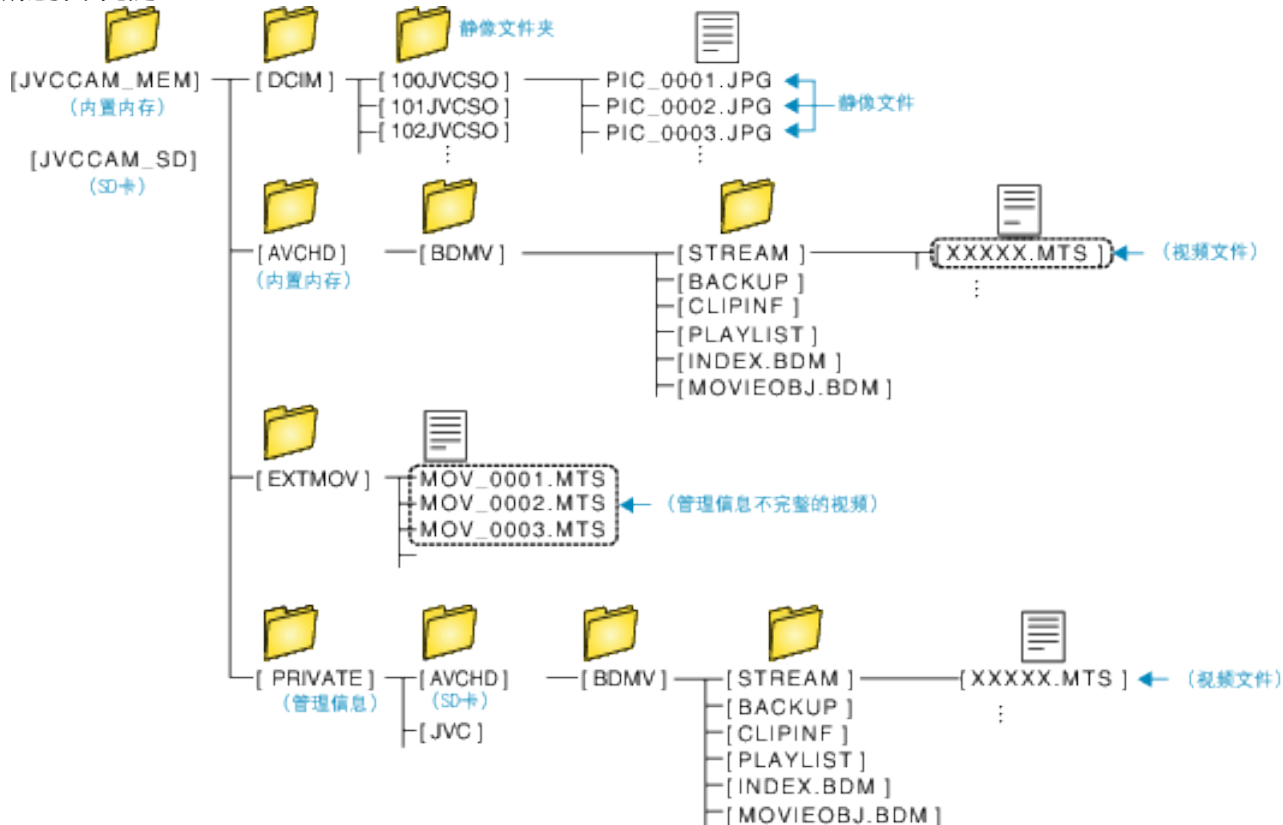 静像文件夹
[JVCCAM_MEM] [DCIM] [100JVCSO] PIC_0001.JPG
(内置内存) [101JVCSO] PIC_0002.JPG 静像文件
[102JVCSO] PIC_0003.JPG
[JVCCAM_SD]
(SD卡)
[AVCHD] [BDMV] [STREAM] [XXXXX.MTS] (视频文件)
(内置内存) [BACKUP]
[CLIPINF]
[PLAYLIST]
[INDEX.BDM]
[MOVIEOBJ.BDM]
[EXTMOV] MOV_0001.MTS
MOV_0002.MTS (管理信息不完整的视频)
MOV_0003.MTS
[PRIVATE] [AVCHD] [BDMV] [STREAM] [XXXXX.MTS] (视频文件)
(管理信息) (SD卡) [BACKUP]
[JVC] [CLIPINF]
[PLAYLIST]
[INDEX.BDM]
[MOVIEOBJ.BDM]